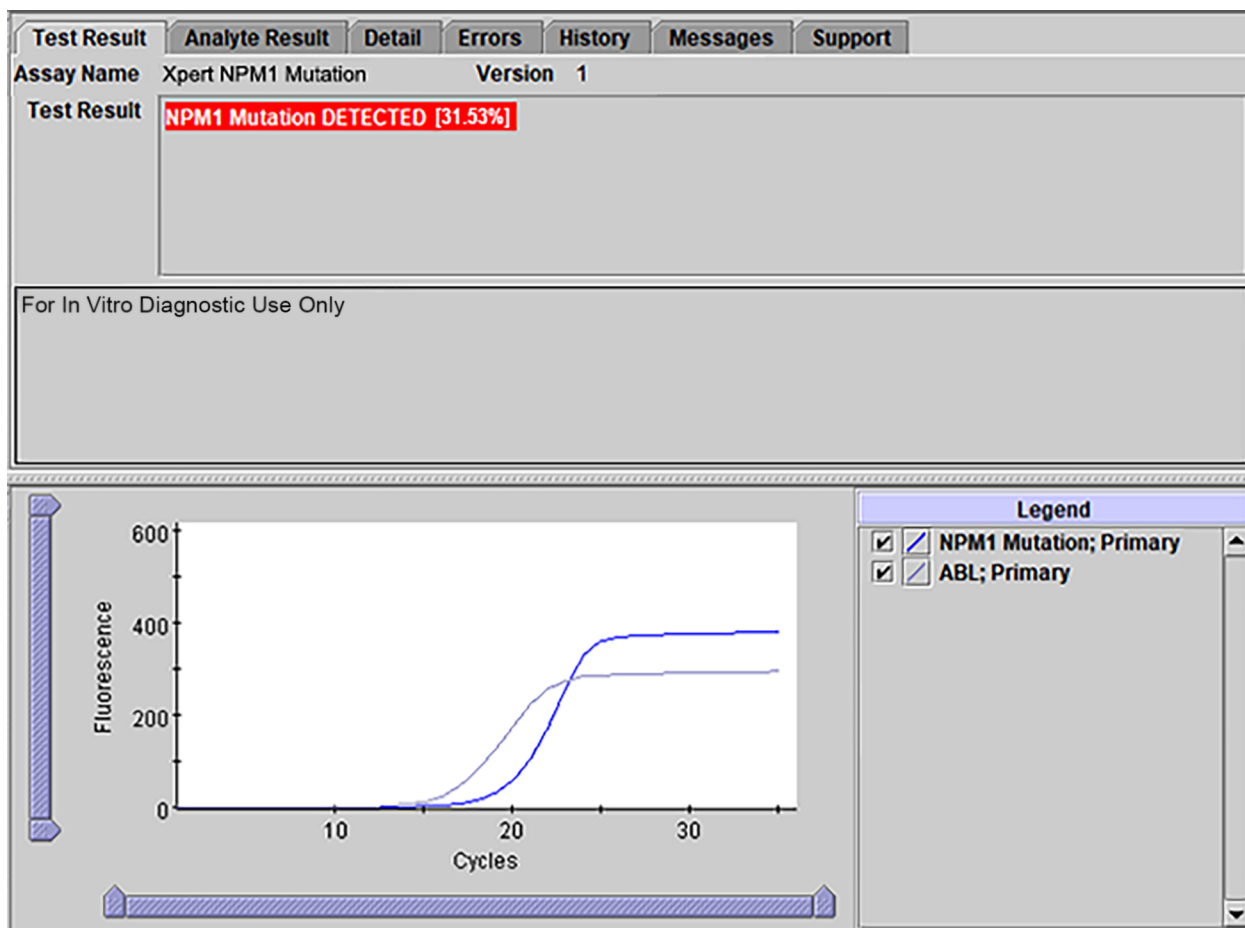 Test Result Analyte Result Detail Errors History Messages Support
Assay Name Xpert NPM1 Mutation Version 1
Test Result NPM1 Mutation DETECTED [31.53%]
For In Vitro Diagnostic Use Only
Legend
NPM1 Mutation; Primary
ABL; Primary
600
400
200
0
Fluorescence
10 20 30
Cycles